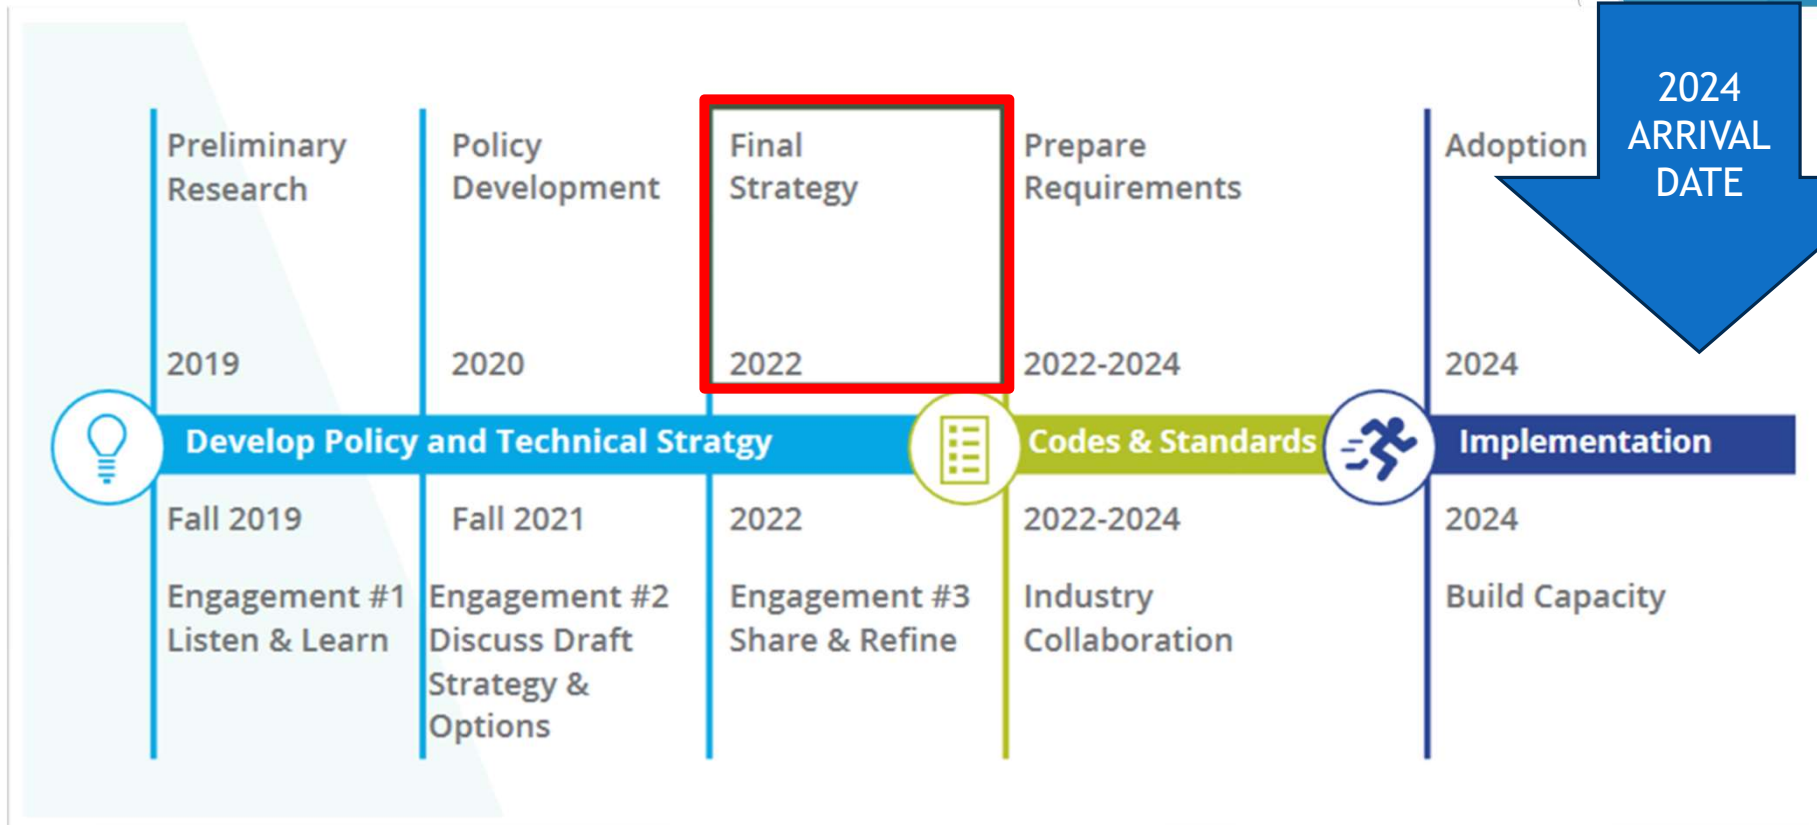 2024
ARRIVAL
DATE
Preliminary
Research
Policy
Development
Final
Strategy
Prepare
Requirements
Adoption
2019
2020
2022
2022-2024
2024
Develop Policy and Technical Stratgy
Codes & Standards
Implementation
Fall 2019
Fall 2021
2022
2022-2024
2024
Engagement #1
Listen & Learn
Engagement #2
Discuss Draft
Strategy &
Options
Engagement #3
Share & Refine
Industry
Collaboration
Build Capacity